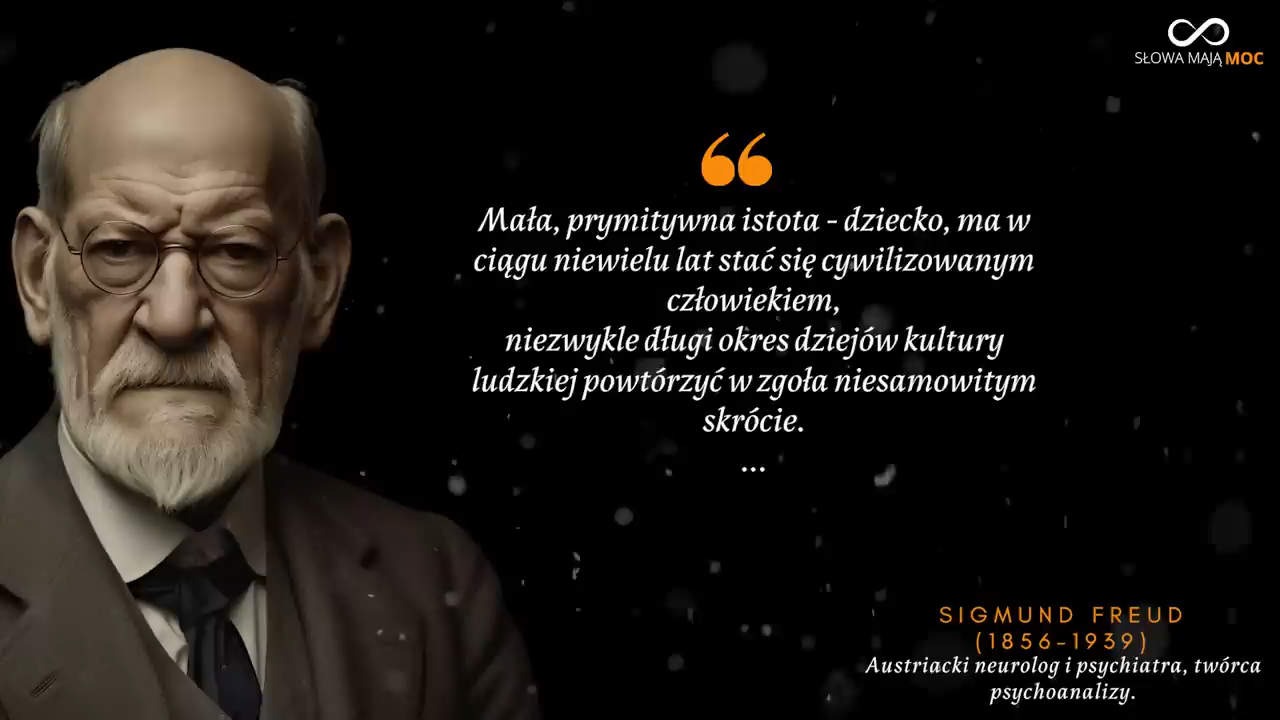 SŁOWA MAJĄ MOC
Mała, prymitywna istota - dziecko, ma w
ciągu niewielu lat stać się cywilizowanym
człowiekiem,
niezwykle długi okres dziejów kultury
ludzkiej powtórzyć w zgoła niesamowitym
skrócie.
...
SIGMUND FREUD
(1856-1939)
Austriacki neurolog i psychiatra, twórca
psychoanalizy.